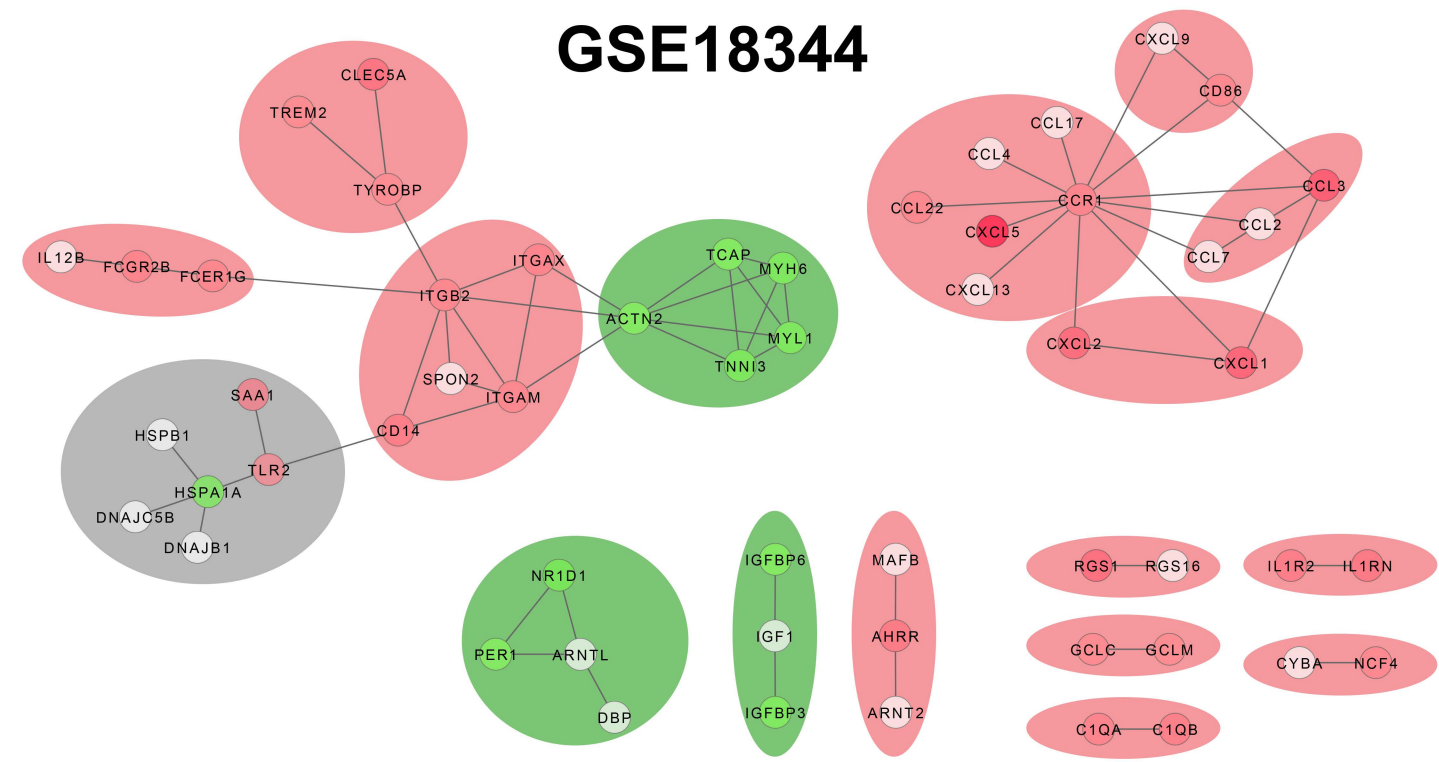 GSE18344
CLEC5A
TREM2
TYROBP
IL12B
FCGR2B
FCER1G
ITGAX
ITGB2
SPON2
ITGAM
CD14
TCAP
MYH6
ACTN2
MYL1
TNNI3
SAA1
HSPB1
TLR2
HSPA1A
DNAJC5B
DNAJB1
CXCL9
CD86
CCL17
CCL4
CCR1
CCL22
CXCL5
CXCL13
CCL3
CCL2
CCL7
CXCL2
CXCL1
NR1D1
PER1
ARNTL
DBP
IGFBP6
IGF1
IGFBP3
MAFB
AHRR
ARNT2
RGS1 RGS16
IL1R2 IL1RN
GCLC GCLM
CYBA NCF4
C1QA C1QB